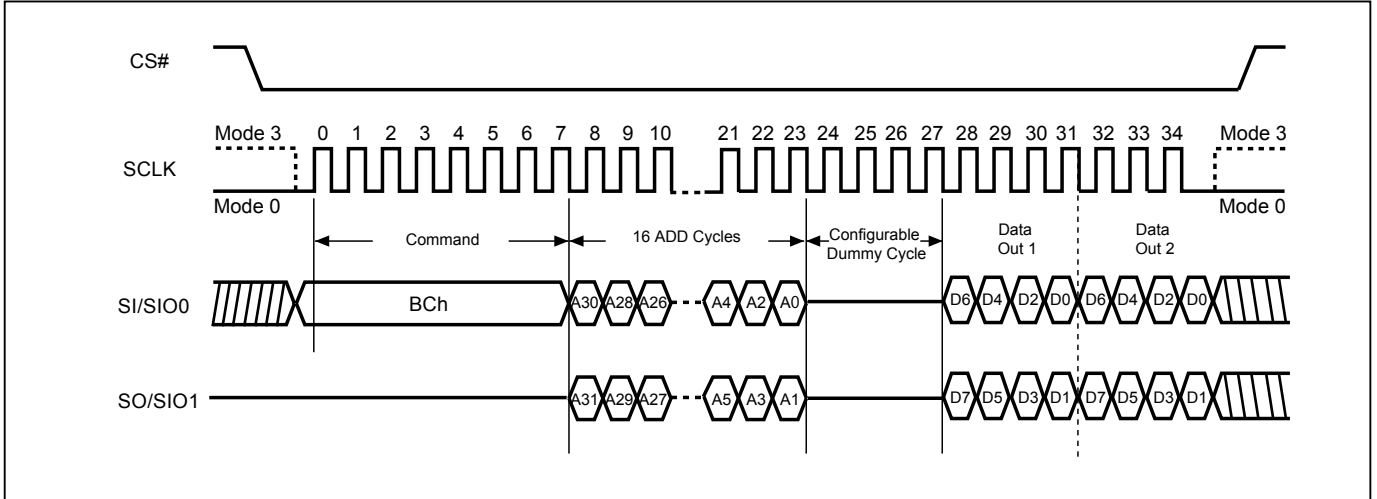 CS#
Mode 3 0 1 2 3 4 5 6 7 8 9 10 21 22 23 24 25 26 27 28 29 30 31 32 33 34 Mode 3
SCLK
Mode 0 Mode 0
Command 16 ADD Cycles Configurable Dummy Cycle Data Out 1 Data Out 2
SI/SIO0 BCh A30 A28 A26 A4 A2 A0 D6 D4 D2 D0 D6 D4 D2 D0
SO/SIO1 A31 A29 A27 A5 A3 A1 D7 D5 D3 D1 D7 D5 D3 D1